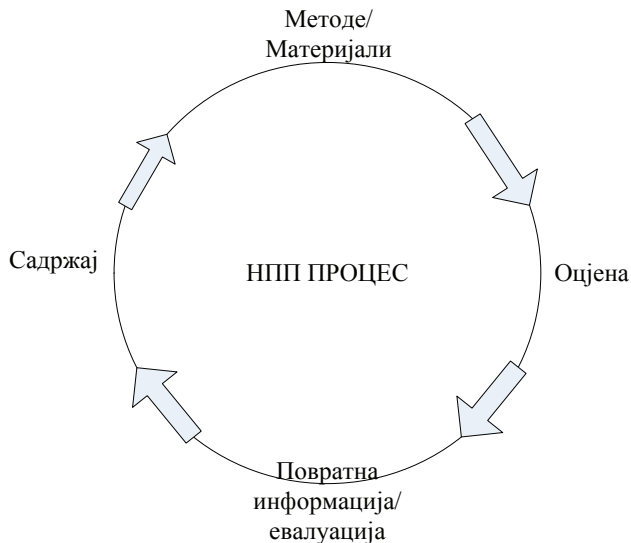 Методе/
Материјали
Садржај
НПП ПРОЦЕС
Оцјена
Повратна
информација/
евалуација